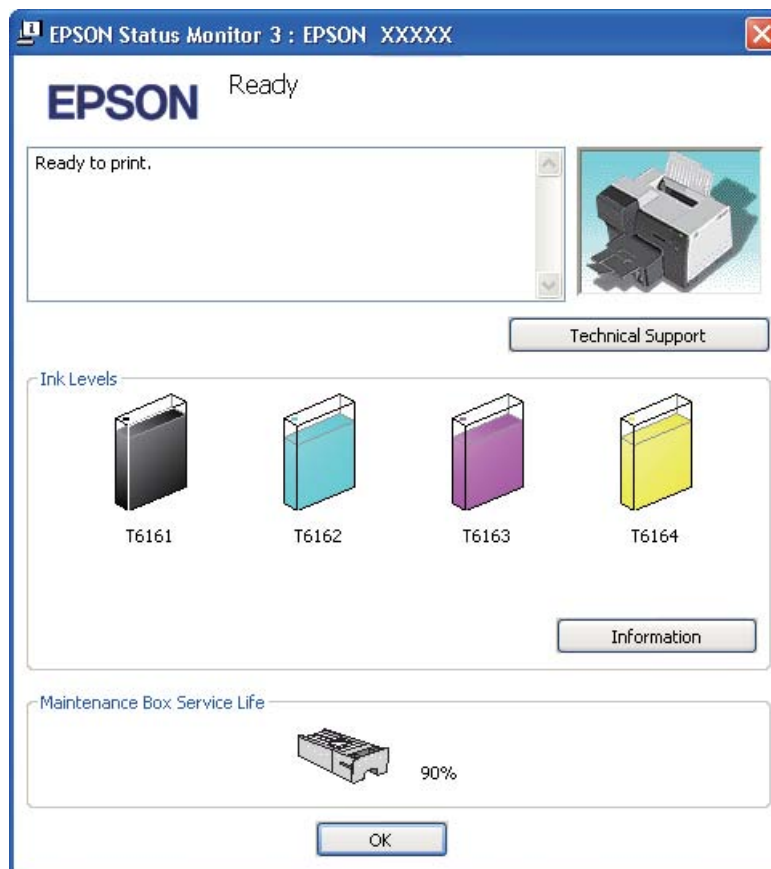 EPSON Status Monitor 3 : EPSON XXXXX
EPSON
Ready
Ready to print.
Technical Support
Ink Levels
T6161 T6162 T6163 T6164
Information
Maintenance Box Service Life
90%
OK